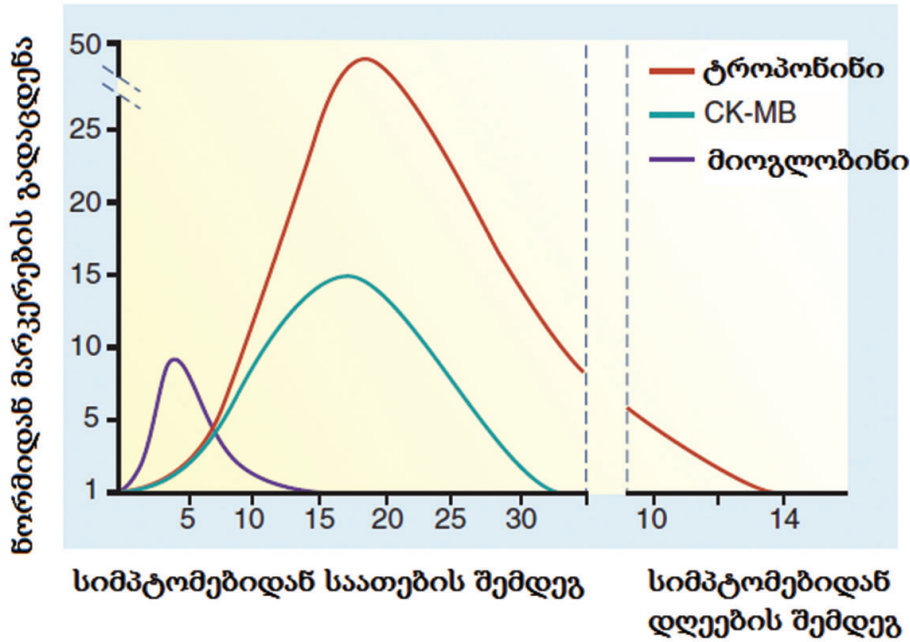 ნორმიდან მარკერების გადაცდენა
50
25
20
15
10
5
1
ტროპონინი
CK-MB
მიოგლობინი
5 10 15 20 25 30 10 14
სიმპტომებიდან საათების შემდეგ
სიმპტომებიდან
დღეების შემდეგ